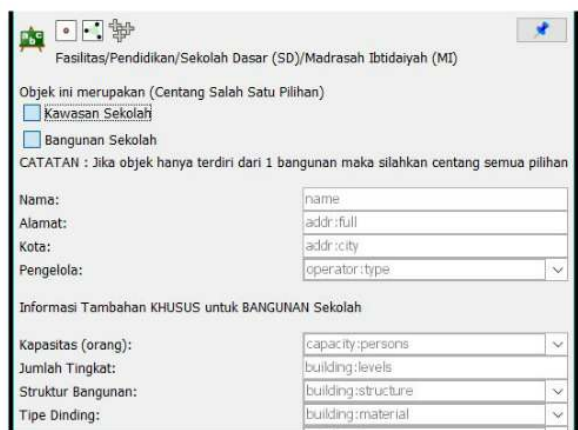 Fasilitas/Pendidikan/Sekolah Dasar (SD)/Madrasah Ibtidaiyah (MI)
Objek ini merupakan (Centang Salah Satu Pilihan)
Kawasan Sekolah
Bangunan Sekolah
CATATAN : Jika objek hanya terdiri dari 1 bangunan maka silahkan centang semua pilihan
Nama: name
Alamat: addr:full
Kota: addr:city
Pengelola: operator:type
Informasi Tambahan KHUSUS untuk BANGUNAN Sekolah
Kapasitas (orang): capacity:persons
Jumlah Tingkat: building:levels
Struktur Bangunan: building:structure
Tipe Dinding: building:material